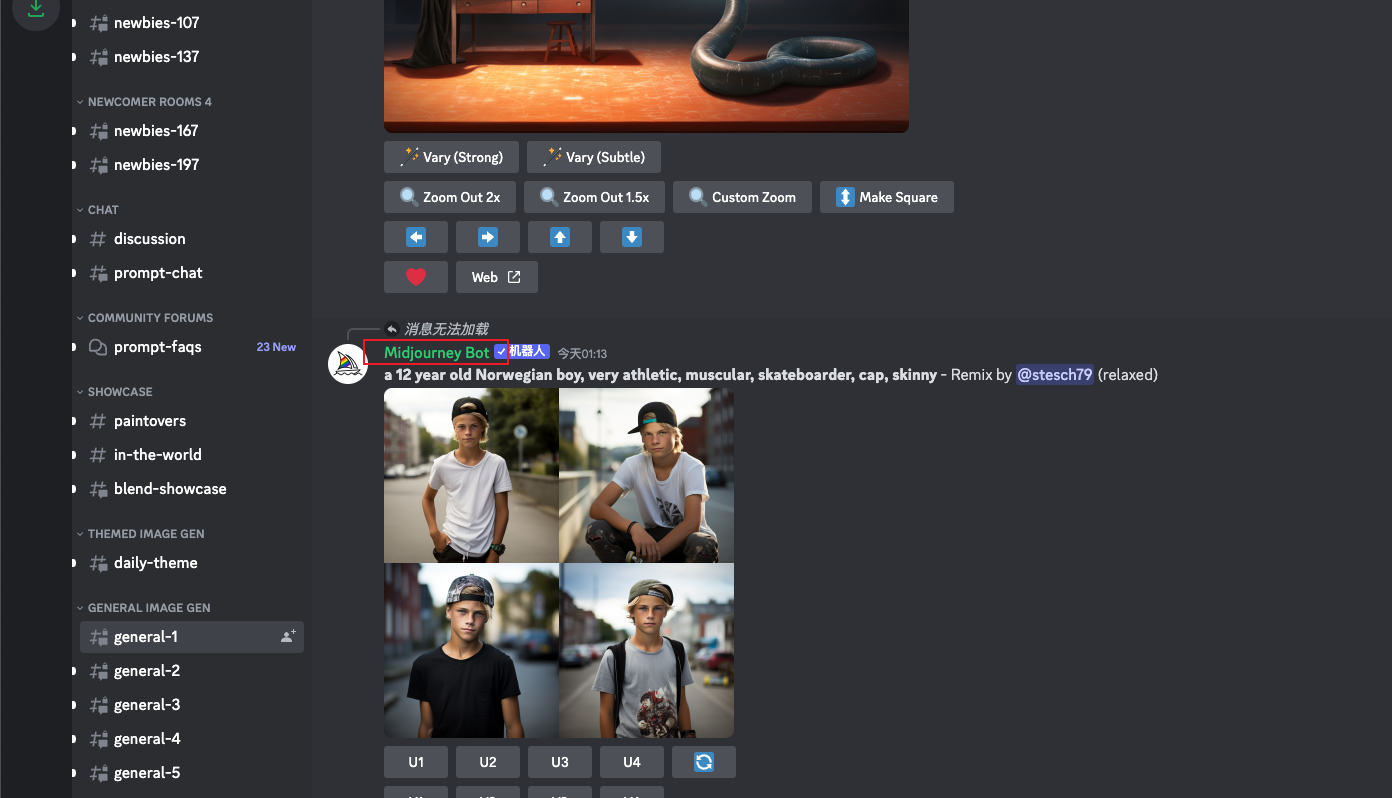 newbies-107
newbies-137
NEWCOMER ROOMS 4
newbies-167
newbies-197
CHAT
discussion
prompt-chat
COMMUNITY FORUMS
prompt-faqs 23 New
SHOWCASE
paintovers
in-the-world
blend-showcase
THEMED IMAGE GEN
daily-theme
GENERAL IMAGE GEN
general-1
general-2
general-3
general-4
general-5
Vary (Strong) Vary (Subtle)
Zoom Out 2x Zoom Out 1.5x Custom Zoom Make Square
Web
消息无法加载
Midjourney Bot 机器人 今天01:13
a 12 year old Norwegian boy, very athletic, muscular, skateboarder, cap, skinny - Remix by @stesch79 (relaxed)
U1 U2 U3 U4